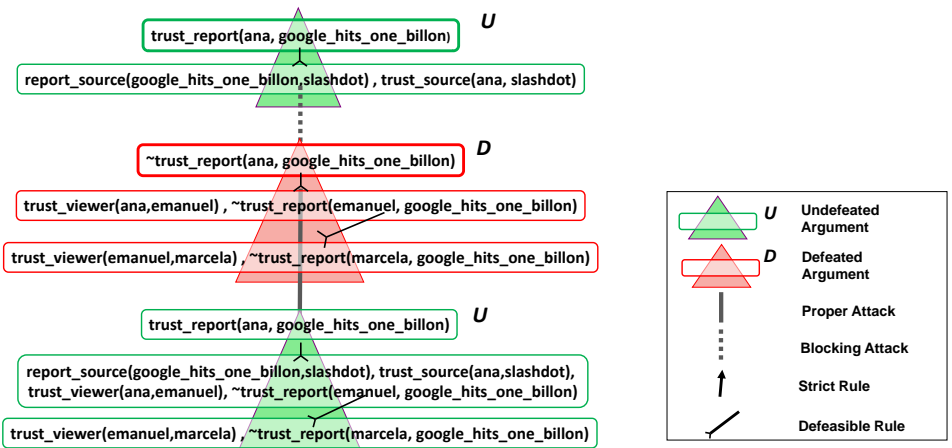 U
trust_report(ana, google_hits_one_billon)
report_source(google_hits_one_billon,slashdot) , trust_source(ana, slashdot)
D
~trust_report(ana, google_hits_one_billon)
trust_viewer(ana,emanuel) , ~trust_report(emanuel, google_hits_one_billon)
trust_viewer(emanuel,marcela) , ~trust_report(marcela, google_hits_one_billon)
trust_report(ana, google_hits_one_billon)
U
report_source(google_hits_one_billon,slashdot), trust_source(ana,slashdot),
trust_viewer(ana,emanuel), ~trust_report(emanuel, google_hits_one_billon)
trust_viewer(emanuel,marcela) , ~trust_report(marcela, google_hits_one_billon)
U
Undefeated
Argument
D
Defeated
Argument
Proper Attack
Blocking Attack
Strict Rule
Defeasible Rule